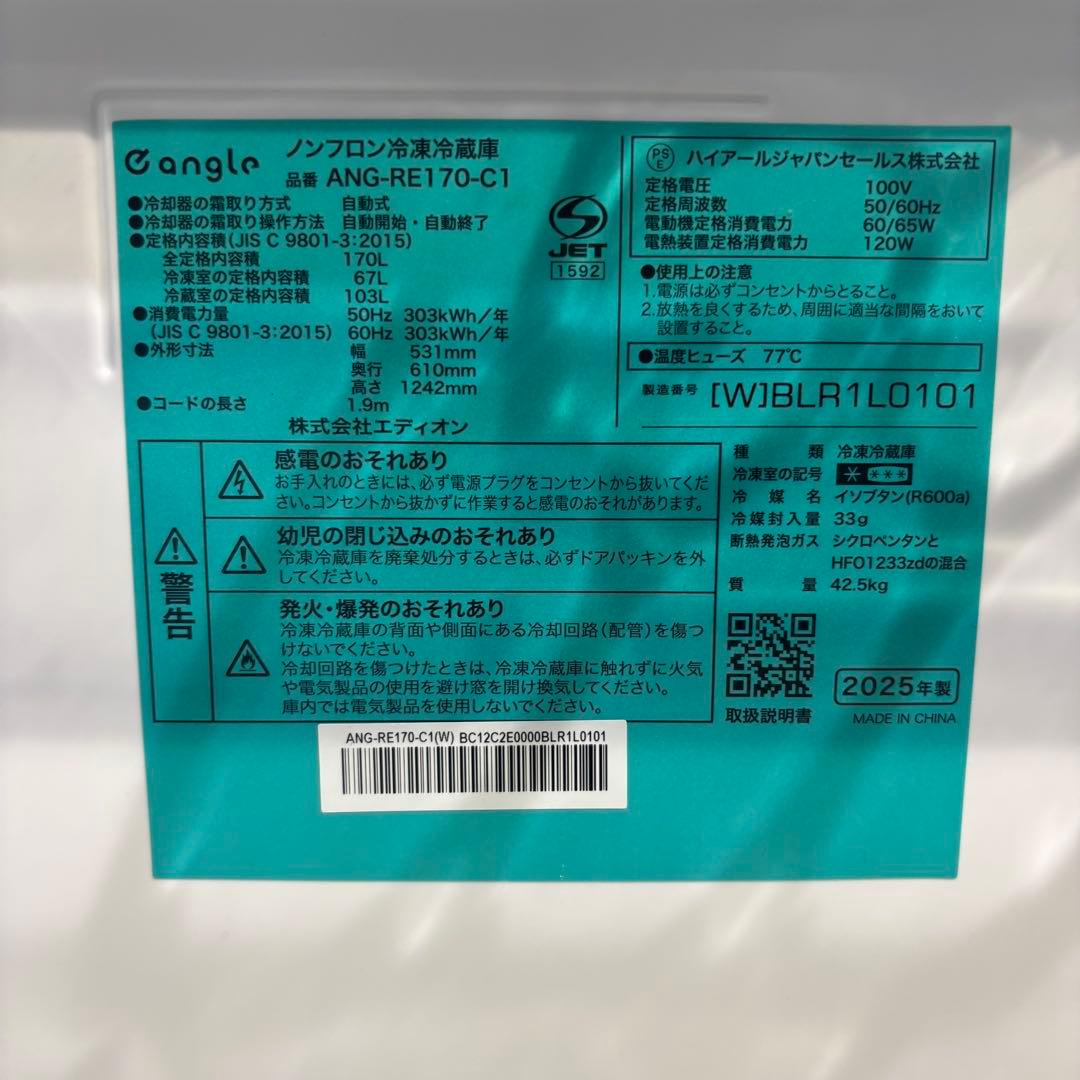 e angle ノンフロン冷凍冷蔵庫
品番 ANG-RE170-C1
●冷却器の霜取り方式 自動式
●冷却器の霜取り操作方法 自動開始・自動終了
●定格内容積(JIS C 9801-3:2015)
全定格内容積 170L
冷凍室の定格内容積 67L
冷蔵室の定格内容積 103L
●消費電力量 50Hz 303kWh/年
(JIS C 9801-3:2015) 60Hz 303kWh/年
●外形寸法 幅 531mm
奥行 610mm
高さ 1242mm
●コードの長さ 1.9m
株式会社エディオン
JET
1592
PS
E
ハイアールジャパンセールス株式会社
定格電圧 100V
定格周波数 50/60Hz
電動機定格消費電力 60/65W
電熱装置定格消費電力 120W
●使用上の注意
1.電源は必ずコンセントからとること。
2.放熱を良くするため、周囲に適当な間隔をおいて
設置すること。
●温度ヒューズ 77℃
製造番号 [W]BLR1L0101
警告
感電のおそれあり
お手入れのときには、必ず電源プラグをコンセントから抜いてくだ
さい。コンセントから抜かずに作業すると感電のおそれがあります。
幼児の閉じ込みのおそれあり
冷凍冷蔵庫を廃棄処分するときは、必ずドアパッキンを外
してください。
発火・爆発のおそれあり
冷凍冷蔵庫の背面や側面にある冷却回路(配管)を傷つ
けないでください。
冷却回路を傷つけたときは、冷凍冷蔵庫に触れずに火気
や電気製品の使用を避け窓を開け換気してください。
庫内では電気製品を使用しないでください。
種類 冷凍冷蔵庫
冷凍室の記号 * ***
冷媒名 イソブタン(R600a)
冷媒封入量 33g
断熱発泡ガス シクロペンタンと
HFO1233zdの混合
質量 42.5kg
取扱説明書
2025年製
MADE IN CHINA
ANG-RE170-C1(W) BC12C2E0000BLR1L0101